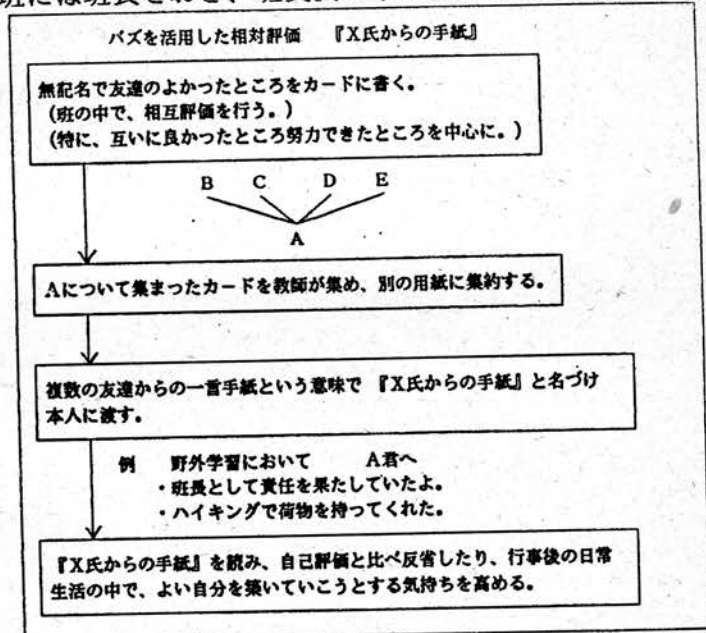 バズを活用した相対評価 『X氏からの手紙』
無記名で友達のよかったところをカードに書く。
(班の中で、相互評価を行う。)
(特に、互いに良かったところ努力できたところを中心に。)
B C D E
A
Aについて集まったカードを教師が集め、別の用紙に集約する。
複数の友達からの一言手紙という意味で『X氏からの手紙』と名づけ
本人に渡す。
例 野外学習において A君へ
・班長として責任を果たしていたよ。
・ハイキングで荷物を持ってくれた。
『X氏からの手紙』を読み、自己評価と比べ反省したり、行事後の日常
生活の中で、よい自分を築いていこうとする気持ちを高める。